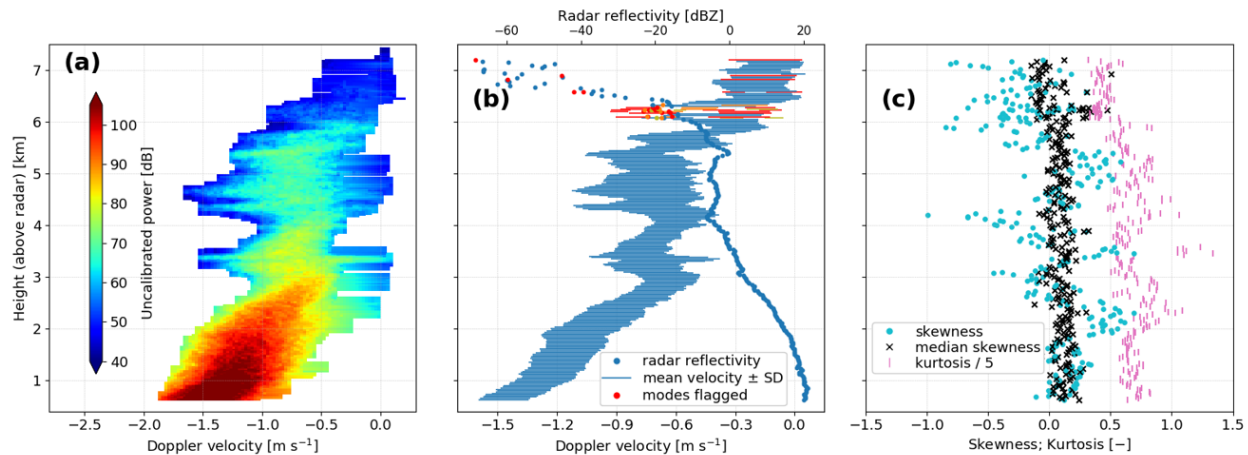 Radar reflectivity [dBZ]
−60 −40 −20 0 20
(a)
(b)
(c)
7
6
5
4
3
2
1
Height (above radar) [km]
100
90
80
70
60
50
40
Uncalibrated power [dB]
radar reflectivity
mean velocity ± SD
modes flagged
skewness
median skewness
kurtosis / 5
−2.5 −2.0 −1.5 −1.0 −0.5 0.0
Doppler velocity [m s⁻¹]
−1.5 −1.2 −0.9 −0.6 −0.3 0.0
Doppler velocity [m s⁻¹]
−1.5 −1.0 −0.5 0.0 0.5 1.0 1.5
Skewness; Kurtosis [−]